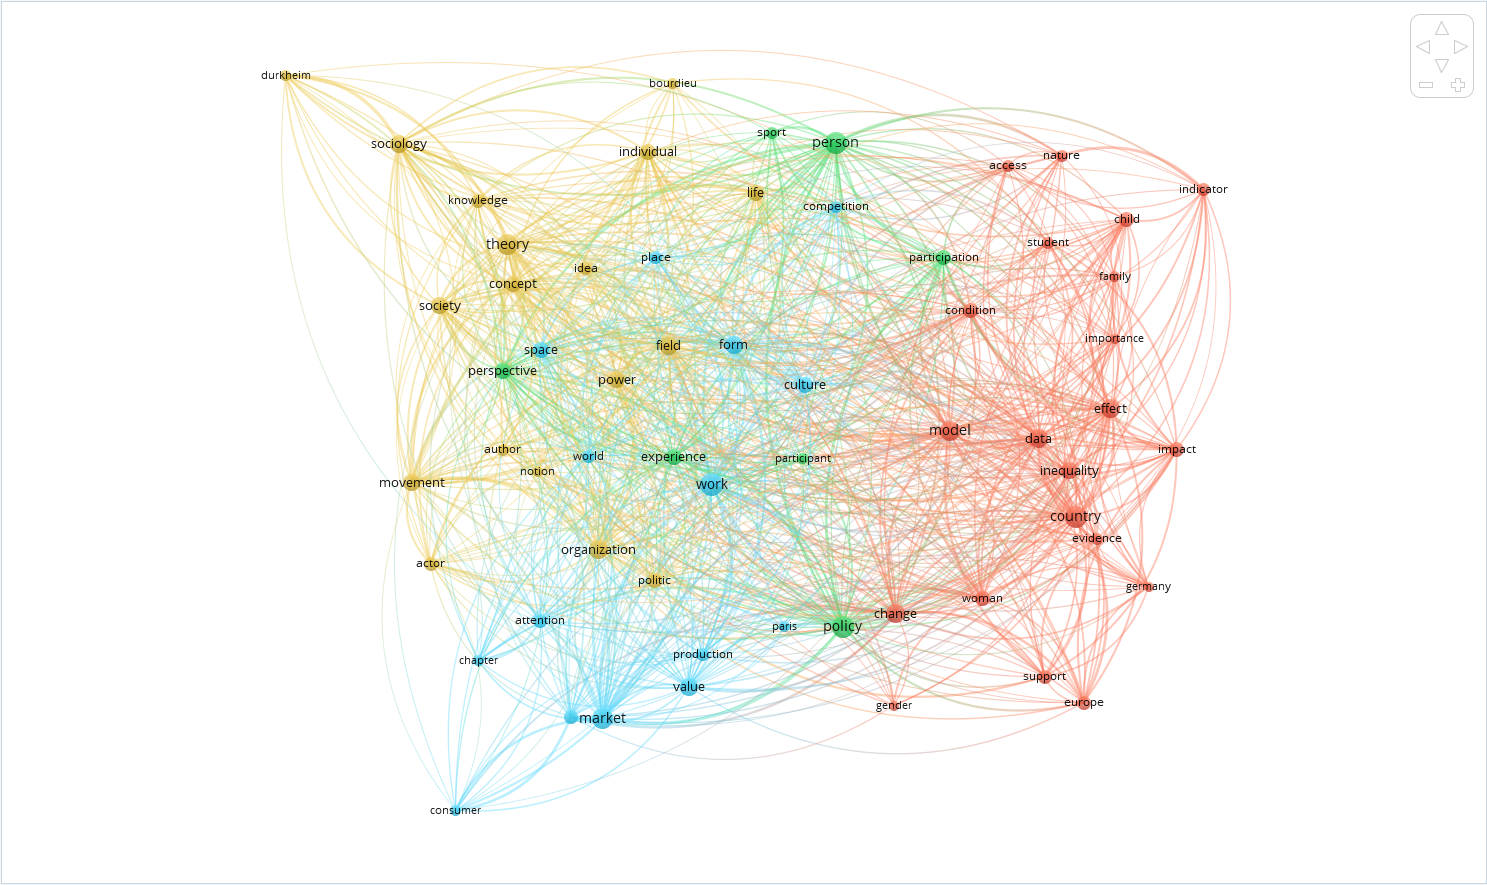 durkheim
bourdieu
sport
person
sociology
individual
nature
access
indicator
life
knowledge
competition
child
theory
student
place
participation
idea
family
concept
society
condition
importance
form
field
space
perspective
power
culture
effect
model
data
author
impact
world
experience
participant
notion
inequality
movement
work
country
evidence
organization
actor
politic
germany
woman
change
attention
paris
policy
production
chapter
support
value
europe
gender
market
consumer